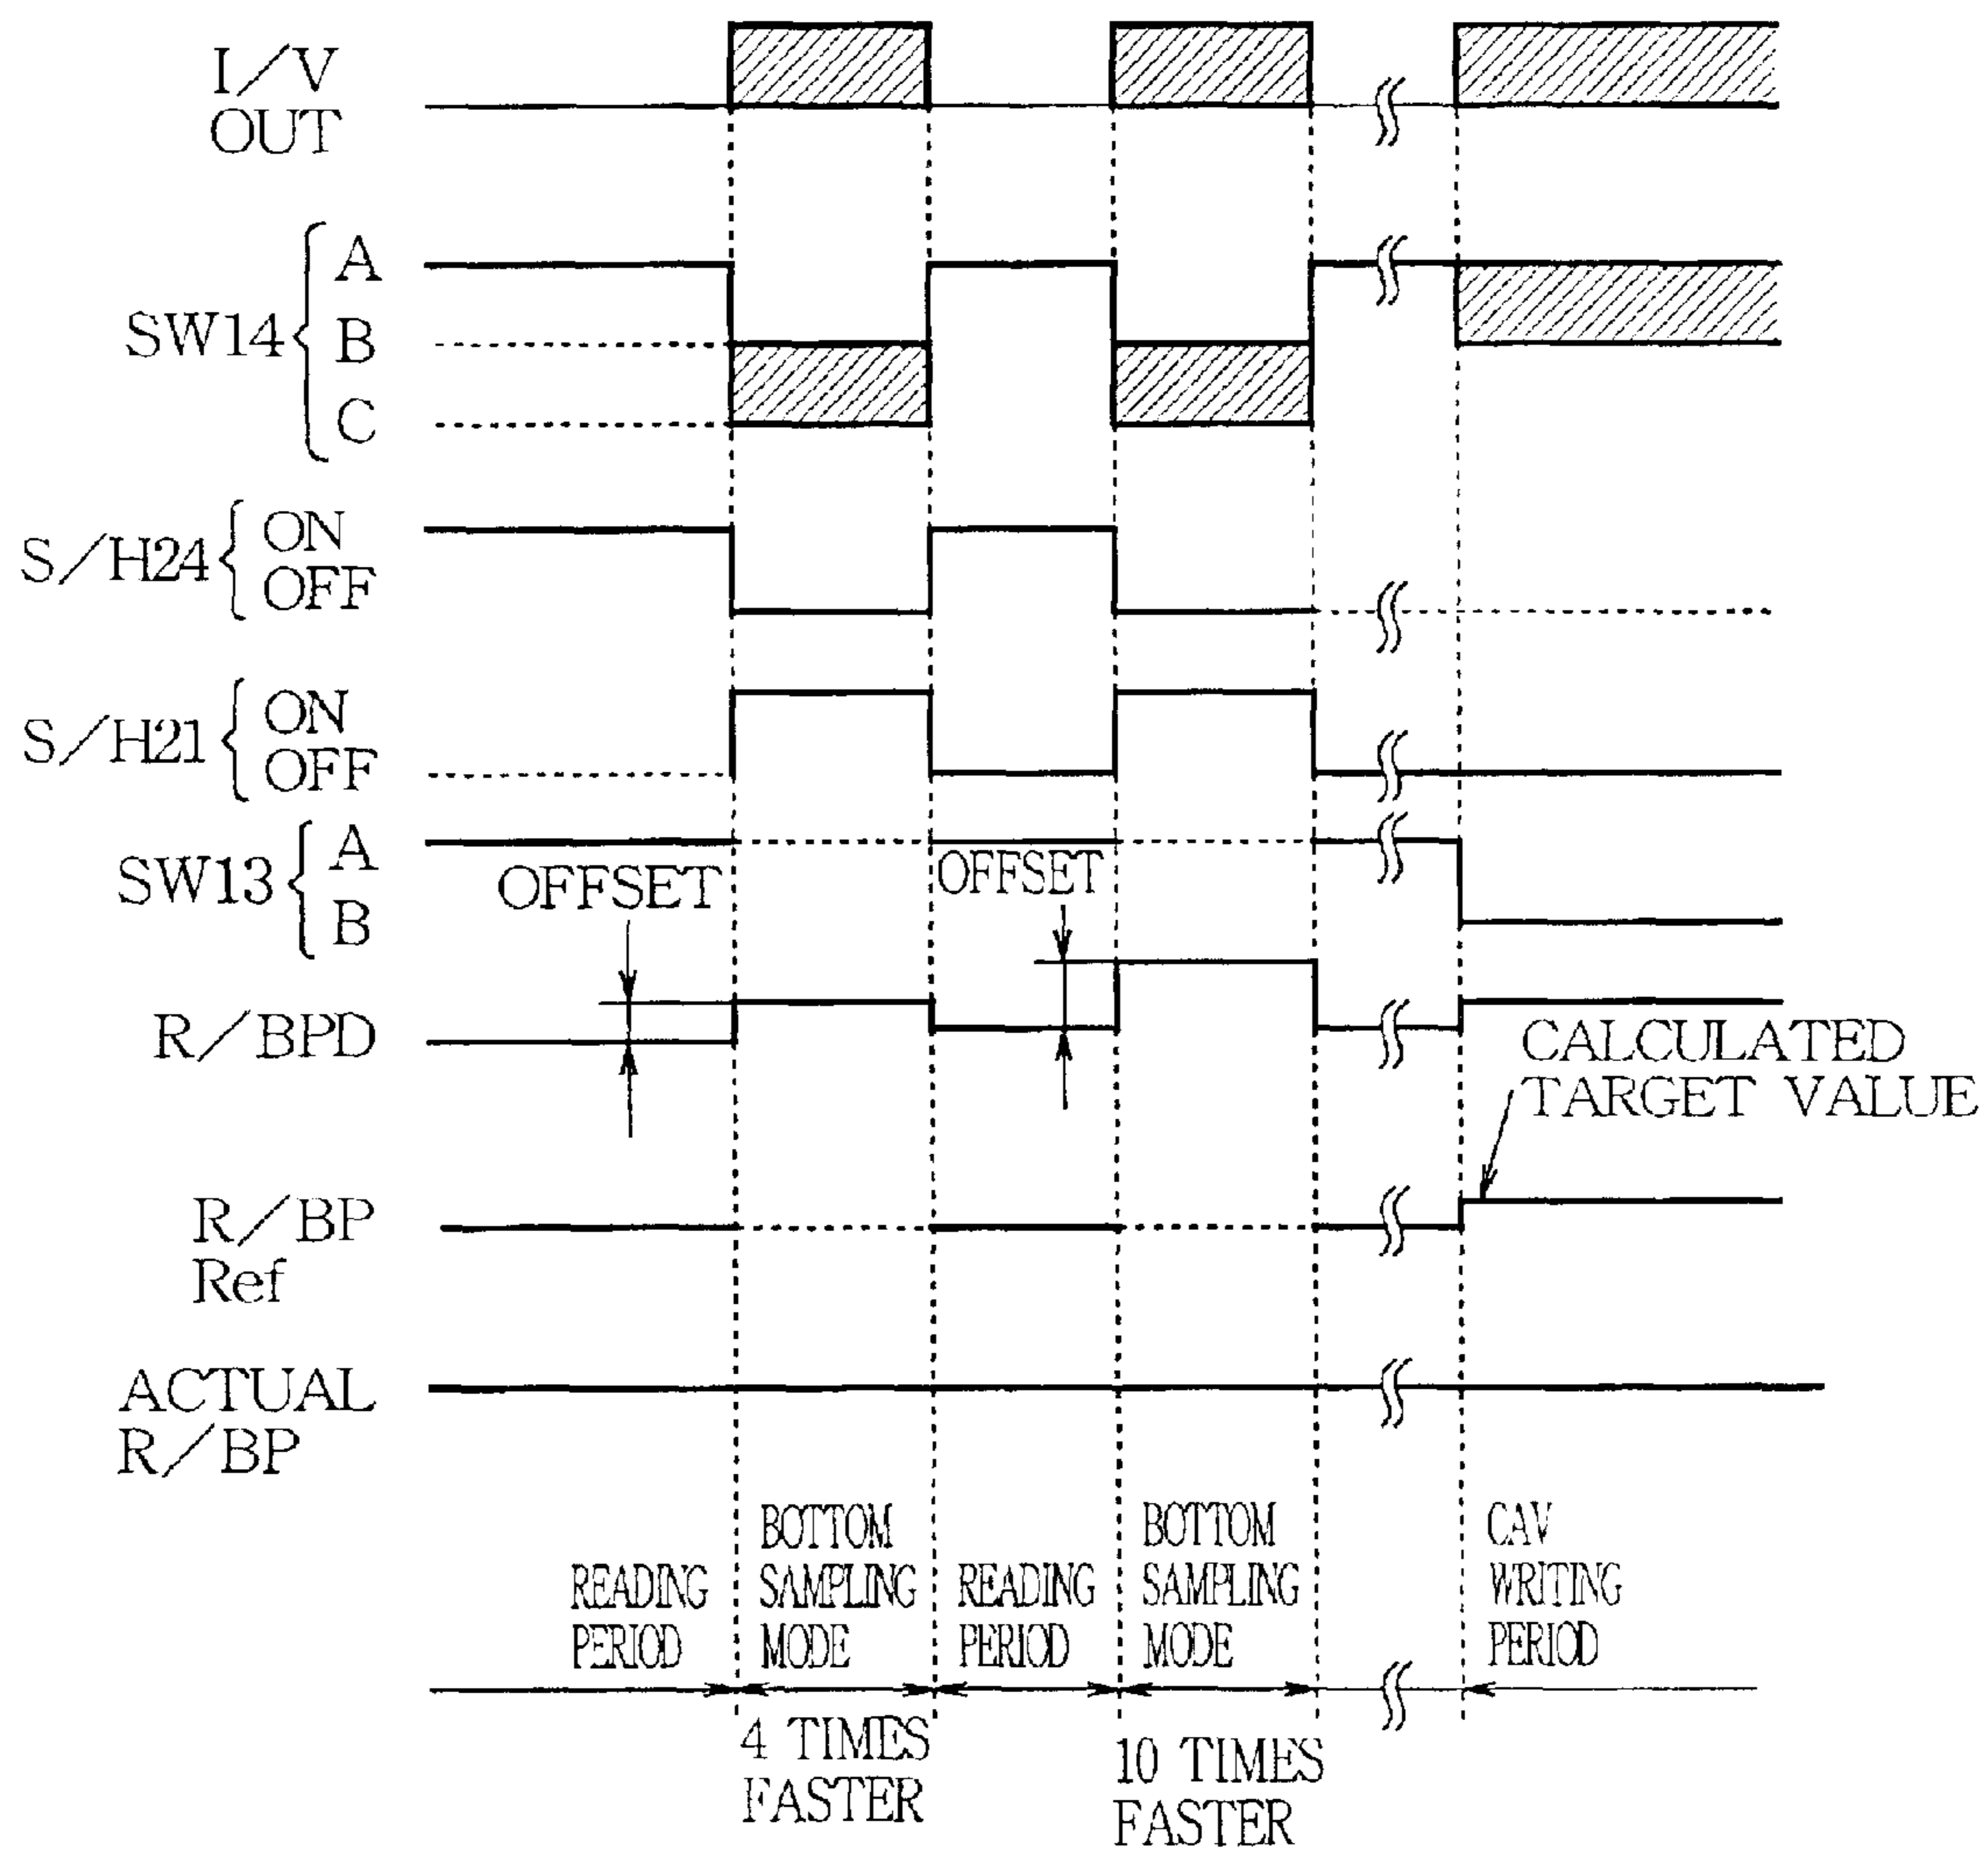 I/V
OUT
SW14
A
B
C
S/H24
ON
OFF
S/H21
ON
OFF
SW13
A
B
OFFSET
OFFSET
R/BPD
CALCULATED
TARGET VALUE
R/BP
Ref
ACTUAL
R/BP
READING
PERIOD
BOTTOM
SAMPLING
MODE
READING
PERIOD
BOTTOM
SAMPLING
MODE
CAV
WRITING
PERIOD
4 TIMES
FASTER
10 TIMES
FASTER